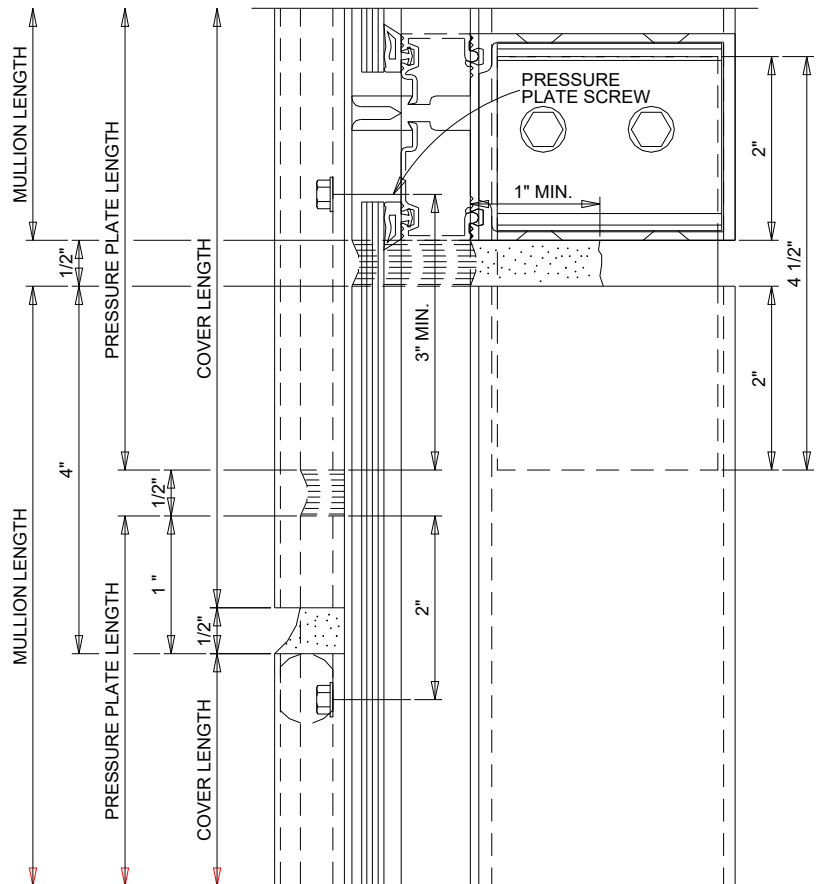 MULLION LENGTH
PRESSURE PLATE LENGTH
COVER LENGTH
PRESSURE
PLATE SCREW
1" MIN.
2"
4 1/2"
1/2"
3" MIN.
2"
4"
1/2"
1 "
1/2"
2"
MULLION LENGTH
PRESSURE PLATE LENGTH
COVER LENGTH